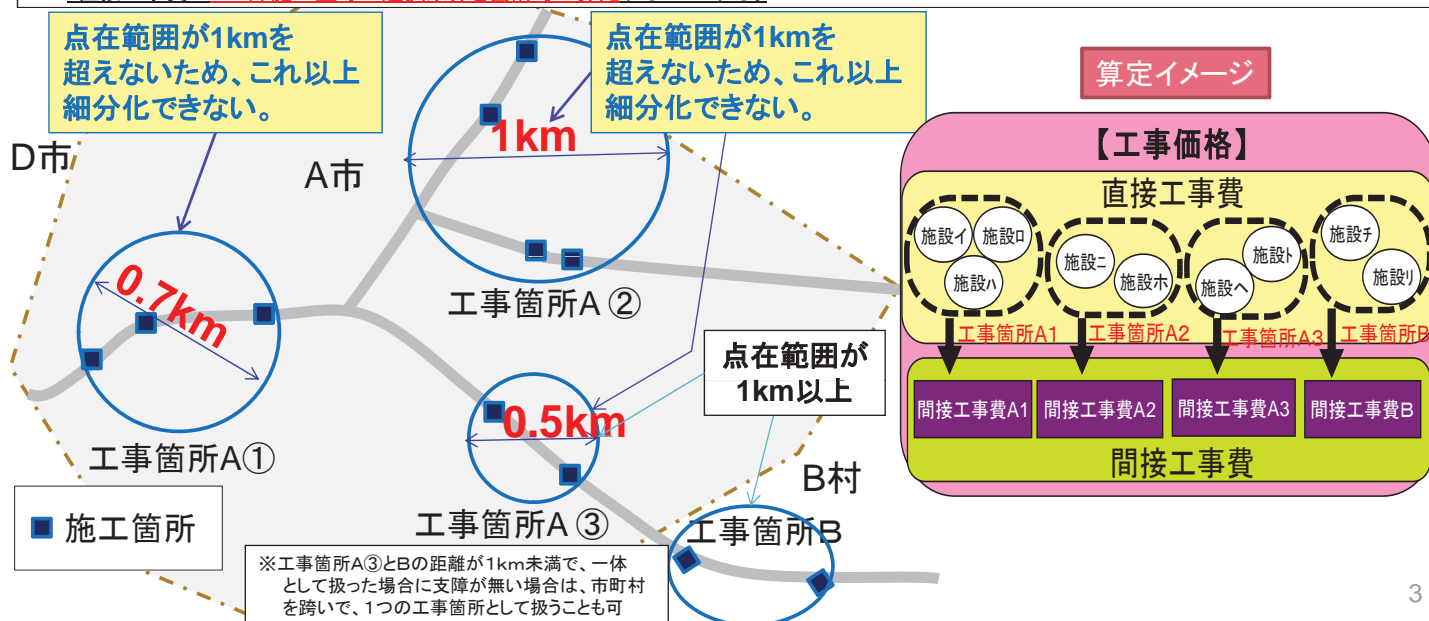 点在範囲が1kmを
超えないため、これ以上
細分化できない。
点在範囲が1kmを
超えないため、これ以上
細分化できない。
算定イメージ
D市
A市
1km
0.7km
工事箇所A ②
工事箇所A①
0.5km
点在範囲が
1km以上
工事箇所A ③
B村
工事箇所B
施工箇所
※工事箇所A③とBの距離が1km未満で、一体
として扱った場合に支障が無い場合は、市町村
を跨いで、1つの工事箇所として扱うことも可
【工事価格】
直接工事費
施設イ 施設ロ
施設ハ
施設ニ
施設ホ
施設ヘ
施設ト
施設チ
施設リ
工事箇所A1 工事箇所A2 工事箇所A3 工事箇所B
間接工事費A1 間接工事費A2 間接工事費A3 間接工事費B
間接工事費
3